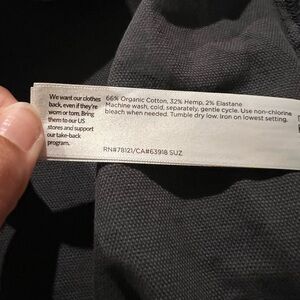 We want our clothes
back, even if they're
worn or torn. Bring
them to our US
stores and support
our take-back
program.
66% Organic Cotton, 32% Hemp, 2% Elastane
Machine wash, cold, separately, gentle cycle. Use non-chlorine
bleach when needed. Tumble dry low. Iron on lowest setting.
RN#78121/CA#63918 SUZ